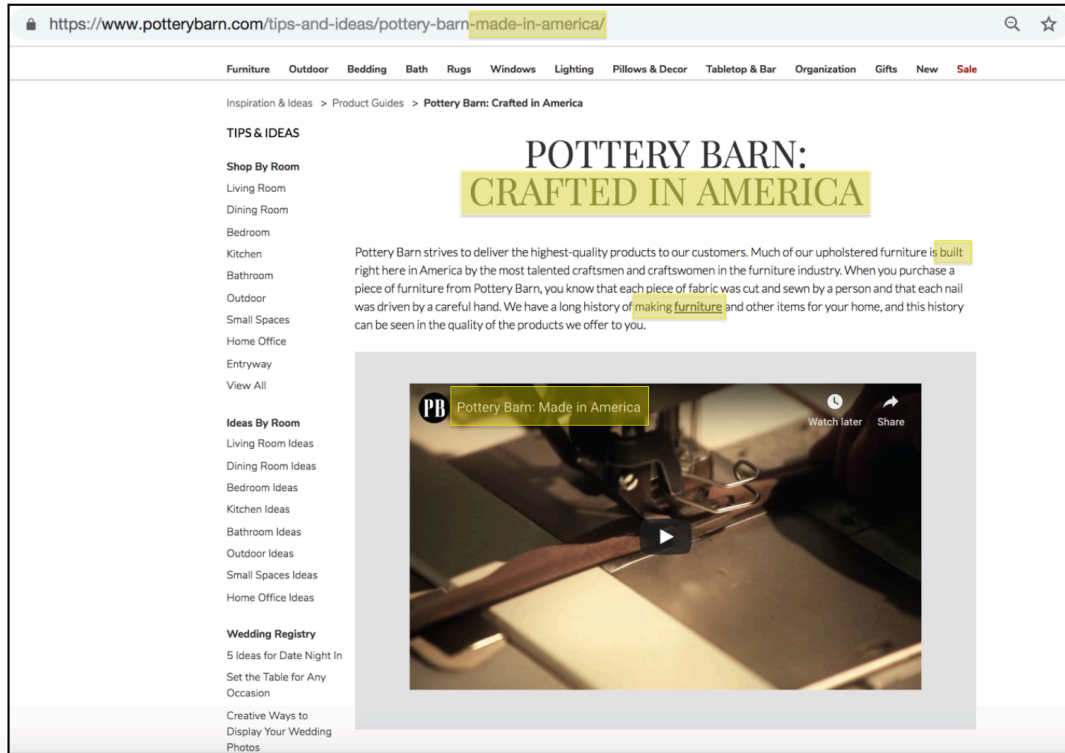 https://www.potterybarn.com/tips-and-ideas/pottery-barn-made-in-america/
Furniture Outdoor Bedding Bath Rugs Windows Lighting Pillows & Decor Tabletop & Bar Organization Gifts New Sale
Inspiration & Ideas > Product Guides > Pottery Barn: Crafted in America
TIPS & IDEAS
Shop By Room
Living Room
Dining Room
Bedroom
Kitchen
Bathroom
Outdoor
Small Spaces
Home Office
Entryway
View All
Ideas By Room
Living Room Ideas
Dining Room Ideas
Bedroom Ideas
Kitchen Ideas
Bathroom Ideas
Outdoor Ideas
Small Spaces Ideas
Home Office Ideas
Wedding Registry
5 Ideas for Date Night In
Set the Table for Any
Occasion
Creative Ways to
Display Your Wedding
Photos
POTTERY BARN:
CRAFTED IN AMERICA
Pottery Barn strives to deliver the highest-quality products to our customers. Much of our upholstered furniture is built
right here in America by the most talented craftsmen and craftswomen in the furniture industry. When you purchase a
piece of furniture from Pottery Barn, you know that each piece of fabric was cut and sewn by a person and that each nail
was driven by a careful hand. We have a long history of making furniture and other items for your home, and this history
can be seen in the quality of the products we offer to you.
PB Pottery Barn: Made in America
Watch later Share